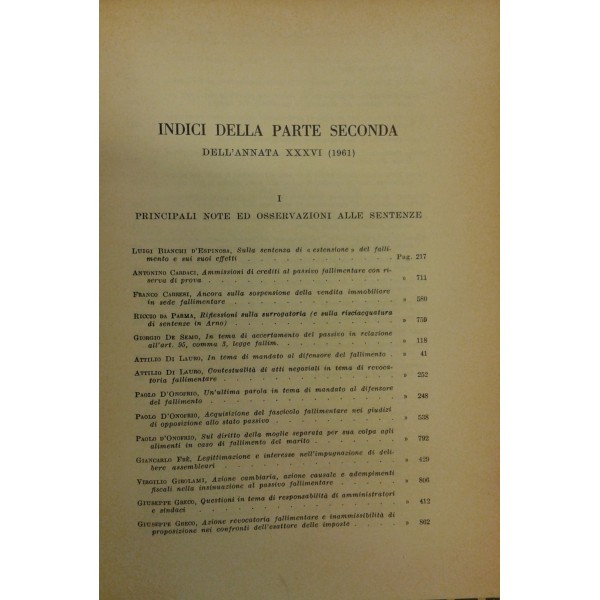 INDICI DELLA PARTE SECONDA
DELL'ANNATA XXXVI (1961)
I
PRINCIPALI NOTE ED OSSERVAZIONI ALLE SENTENZE
LUIGI BIANCHI D'ESPINOSA, Sulla sentenza di « estensione » del falli-
mento e sui suoi effetti . . . . . . . . . . Pag. 217
ANTONINO CARDACI, Ammissioni di crediti al passivo fallimentare con ri-
serva di prova . . . . . . . . . . » 711
FRANCO CARRESI, Ancora sulla sospensione della vendita immobiliare
in sede fallimentare . . . . . . . . . . » 580
RICCIO DA PARMA, Riflessioni sulla surrogatoria (e sulla risciacquatura
di sentenze in Arno) . . . . . . . . . . » 759
GIORGIO DE SEMO, In tema di accertamento del passivo in relazione
all'art. 95, comma 3, legge fallim. . . . . . . . . . » 118
ATTILIO DI LAURO, In tema di mandato al difensore del fallimento . » 41
ATTILIO DI LAURO, Contestualità di atti negoziali in tema di revoca-
toria fallimentare . . . . . . . . . . » 252
PAOLO D'ONOFRIO, Un'ultima parola in tema di mandato al difensore
del fallimento . . . . . . . . . . » 248
PAOLO D'ONOFRIO, Acquisizione del fascicolo fallimentare nei giudizi
di opposizione allo stato passivo . . . . . . . . . . » 538
PAOLO D'ONOFRIO, Sul diritto della moglie separata per sua colpa agli
alimenti in caso di fallimento del marito . . . . . . . . . . » 792
GIANCARLO FRÈ, Legittimazione e interesse nell'impugnazione di deli-
bere assembleari . . . . . . . . . . » 420
VIRGILIO GIROLAMI, Azione cambiaria, azione causale e adempimenti
fiscali nella insinuazione al passivo fallimentare . . . . . . » 806
GIUSEPPE GRECO, Questioni in tema di responsabilità di amministratori
e sindaci . . . . . . . . . . » 412
GIUSEPPE GRECO, Azione revocatoria fallimentare e inammissibilità di
proposizione nei confronti dell'esattore delle imposte . . . . » 862